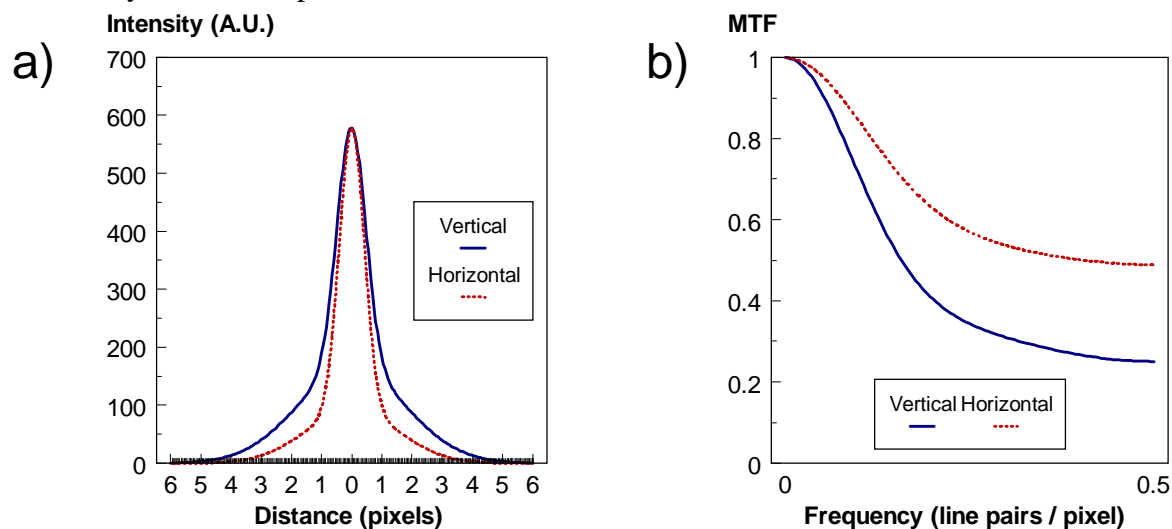 Intensity (A.U.)
a)
700
600
500
400
300
200
100
0
Vertical
Horizontal
6 5 4 3 2 1 0 1 2 3 4 5 6
Distance (pixels)
MTF
b)
1
0.8
0.6
0.4
0.2
0
Vertical Horizontal
0 0.5
Frequency (line pairs / pixel)